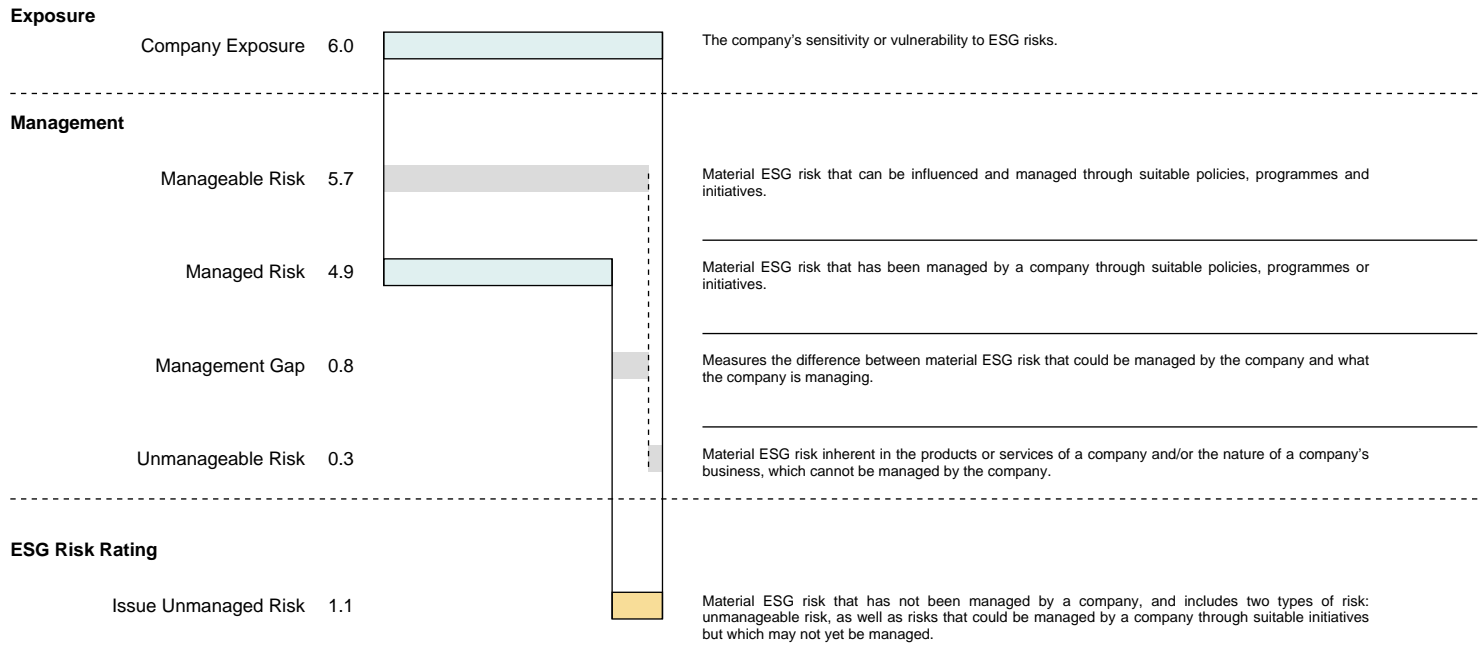 Exposure
Company Exposure 6.0
The company's sensitivity or vulnerability to ESG risks.
Management
Manageable Risk 5.7
Material ESG risk that can be influenced and managed through suitable policies, programmes and
initiatives.
Managed Risk 4.9
Material ESG risk that has been managed by a company through suitable policies, programmes or
initiatives.
Management Gap 0.8
Measures the difference between material ESG risk that could be managed by the company and what
the company is managing.
Unmanageable Risk 0.3
Material ESG risk inherent in the products or services of a company and/or the nature of a company's
business, which cannot be managed by the company.
ESG Risk Rating
Issue Unmanaged Risk 1.1
Material ESG risk that has not been managed by a company, and includes two types of risk:
unmanageable risk, as well as risks that could be managed by a company through suitable initiatives
but which may not yet be managed.